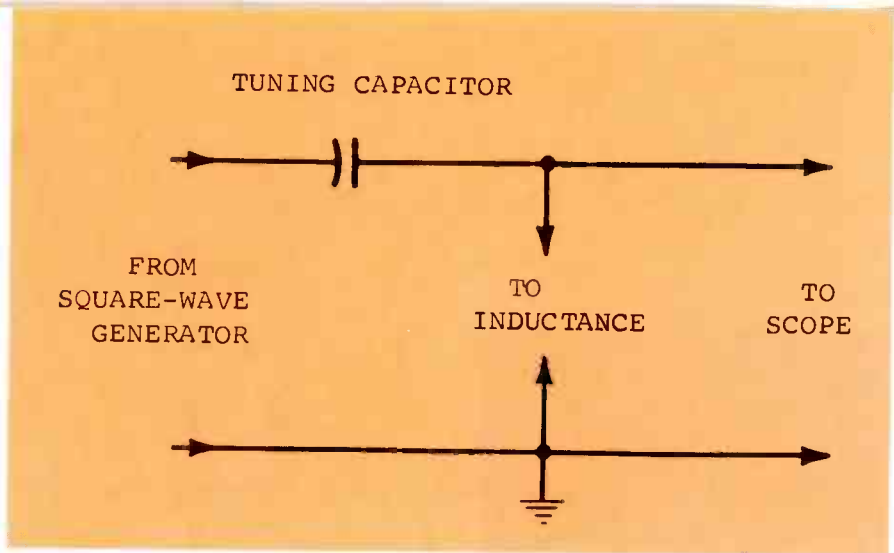 TUNING CAPACITOR
FROM
SQUARE-WAVE
GENERATOR
TO
INDUCTANCE
TO
SCOPE